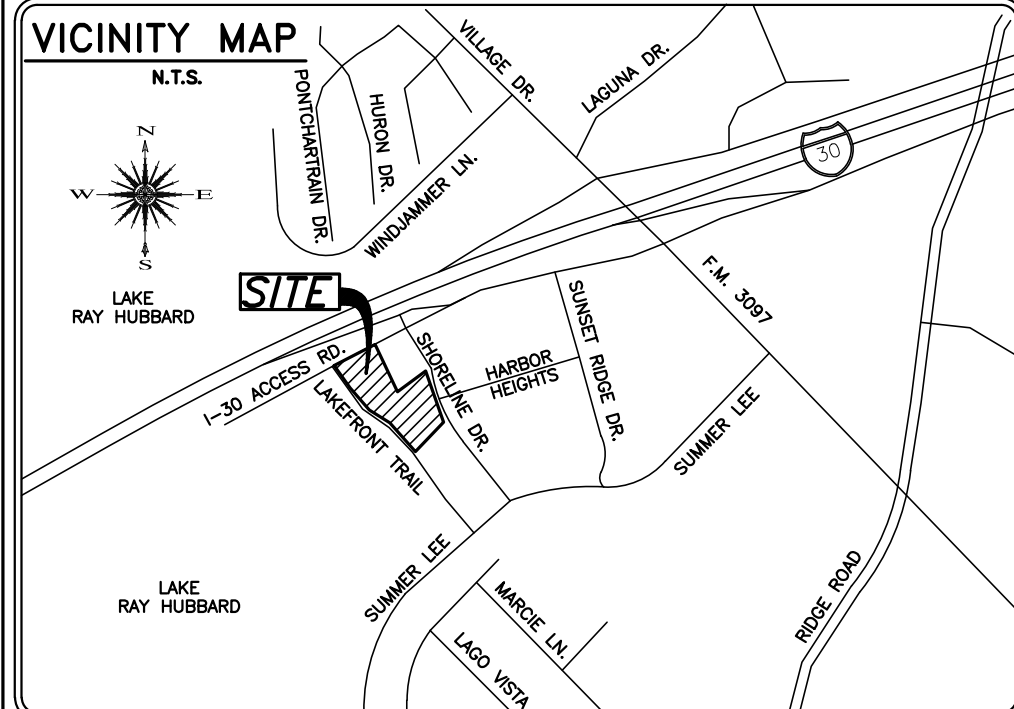 VICINITY MAP
N.T.S.
N
W
E
S
PONTCHARTRAIN DR.
HURON DR.
WINDJAMMER LN.
VILLAGE DR.
LAGUNA DR.
30
LAKE
RAY HUBBARD
SITE
I-30 ACCESS RD.
LAKEFRONT TRAIL
SHORELINE DR.
HARBOR
HEIGHTS
SUNSET RIDGE DR.
F.M. 3097
SUMMER LEE
LAKE
RAY HUBBARD
SUMMER LEE
MARCIE LN.
LAGO VISTA
RIDGE ROAD